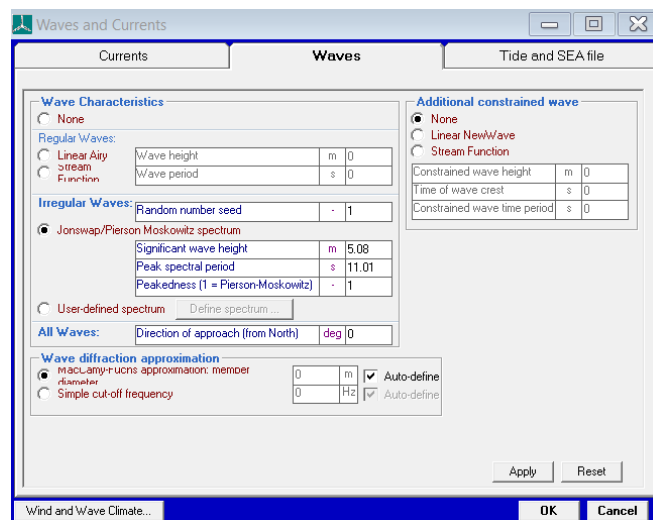 Waves and Currents
Currents
Waves
Tide and SEA file
Wave Characteristics
None
Regular Waves:
Linear Airy
Stream
Function
Wave height m 0
Wave period s 0
Irregular Waves:
Random number seed - 1
Jonswap/Pierson Moskowitz spectrum
Significant wave height m 5.08
Peak spectral period s 11.01
Peakedness (1 = Pierson-Moskowitz) - 1
User-defined spectrum Define spectrum ...
All Waves: Direction of approach (from North) deg 0
Additional constrained wave
None
Linear NewWave
Stream Function
Constrained wave height m 0
Time of wave crest s 0
Constrained wave time period s 0
Wave diffraction approximation
MacCamy-Fuchs approximation: member
diameter
0 m Auto-define
Simple cut-off frequency 0 Hz Auto-define
Apply Reset
Wind and Wave Climate... OK Cancel